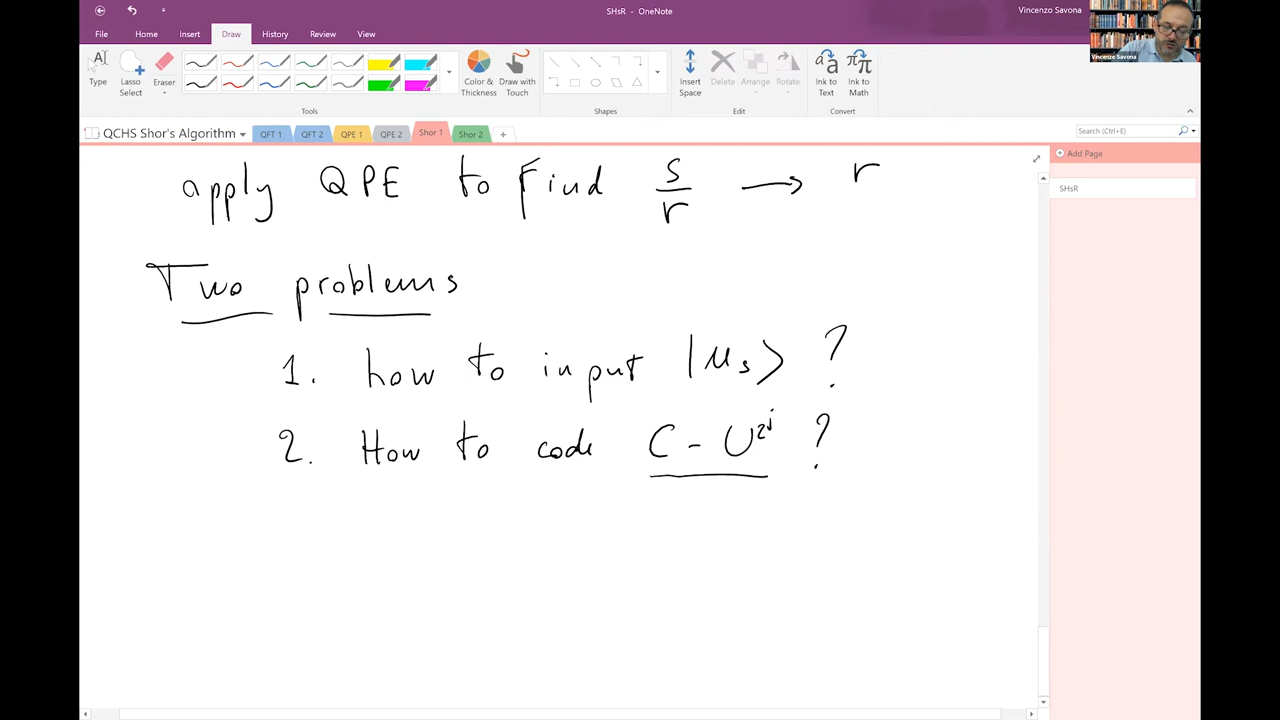 SHsR - OneNote
Vincenzo Savona
File Home Insert Draw History Review View
Type
Lasso Select
Eraser
Color & Thickness
Draw with Touch
Insert Space
Delete
Arrange
Rotate
Ink to Text
Ink to Math
Tools Shapes Edit Convert
QCHS Shor's Algorithm QFT 1 QFT 2 QPE 1 QPE 2 Shor 1 Shor 2 +
Search (Ctrl+E)
Add Page
SHsR
Vincenzo Savona
apply QPE to find s/r → r
Two problems
1. how to input |u_s> ?
2. How to code C - U^2^j ?